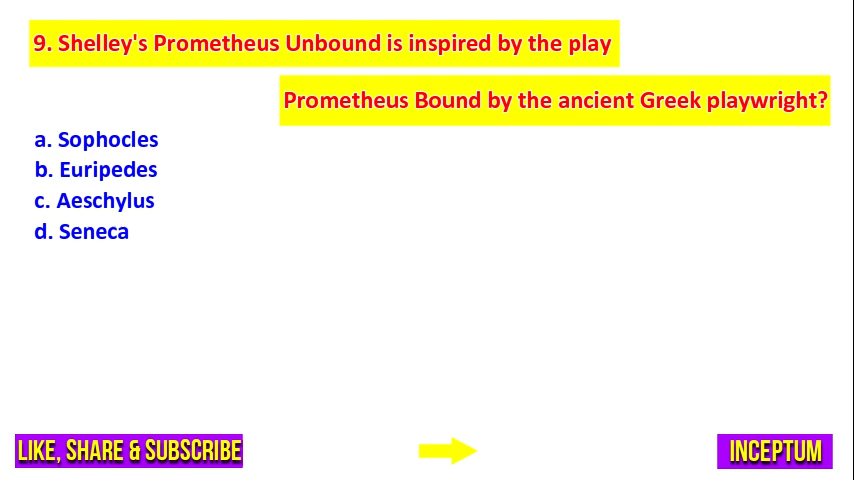 9. Shelley's Prometheus Unbound is inspired by the play
Prometheus Bound by the ancient Greek playwright?
a. Sophocles
b. Euripedes
c. Aeschylus
d. Seneca
LIKE, SHARE & SUBSCRIBE
INCEPTUM